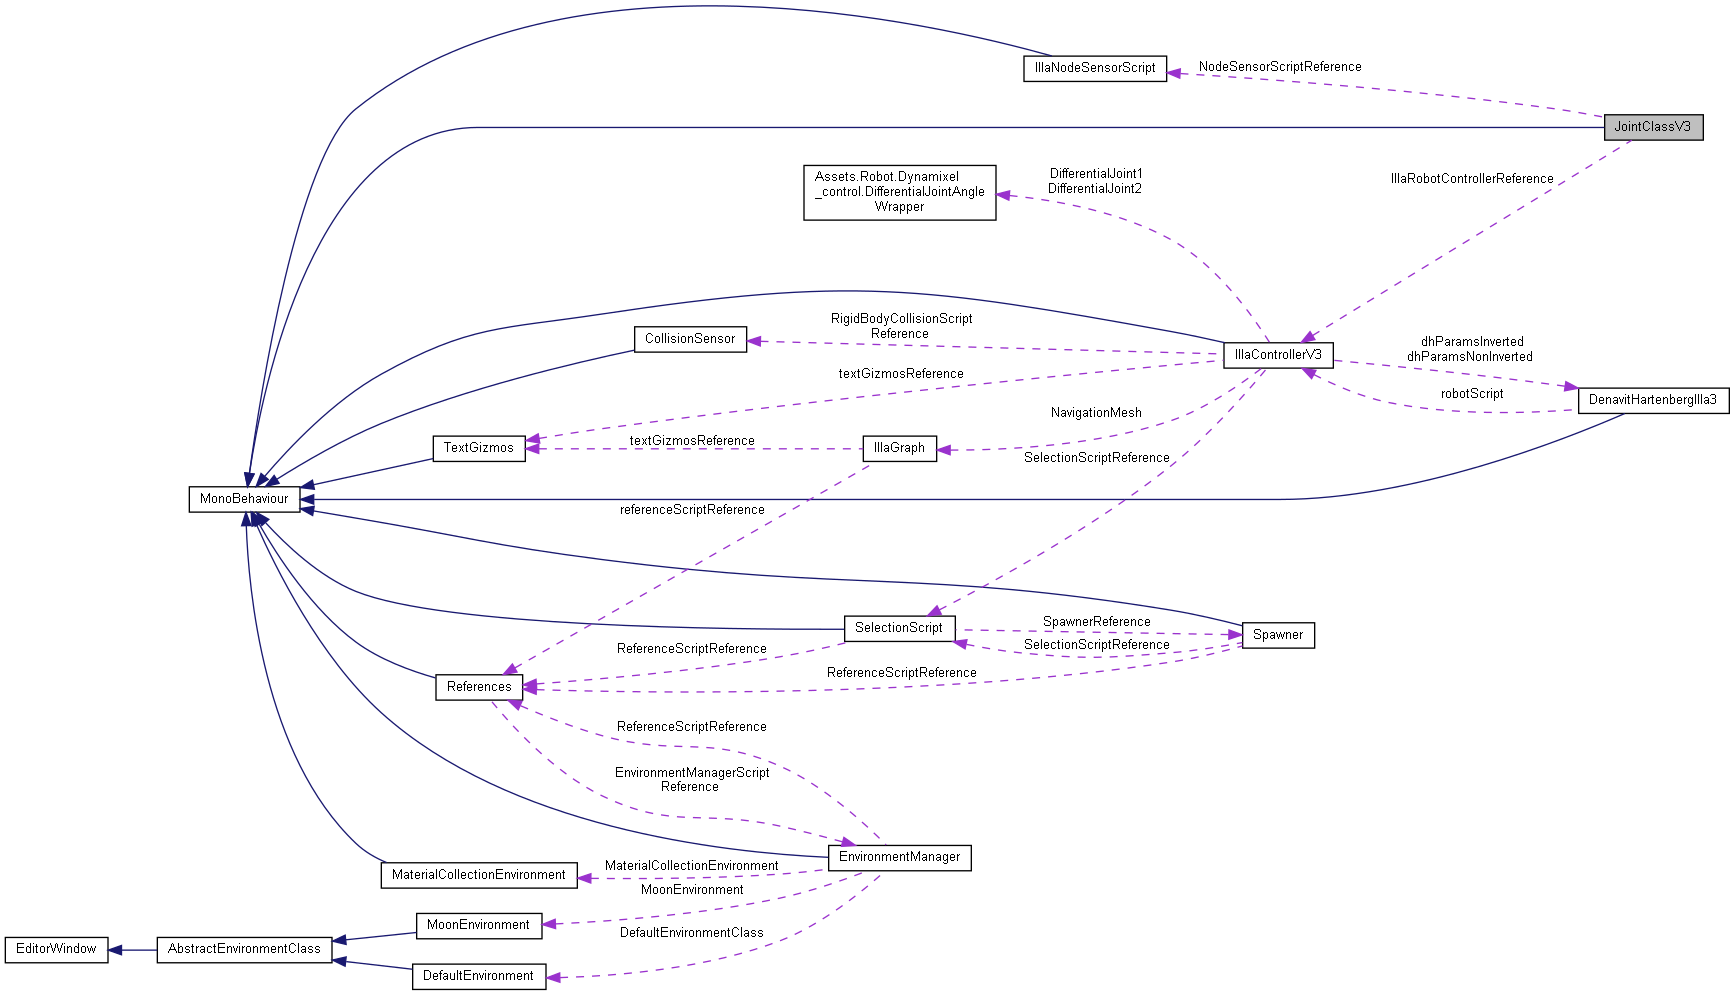 IllaNodeSensorScript
NodeSensorScriptReference
JointClassV3
Assets.Robot.Dynamixel
_control.DifferentialJointAngle
Wrapper
DifferentialJoint1
DifferentialJoint2
IllaRobotControllerReference
RigidBodyCollisionScript
Reference
CollisionSensor
IllaControllerV3
dhParamsInverted
dhParamsNonInverted
textGizmosReference
robotScript
DenavitHartenbergIlla3
NavigationMesh
TextGizmos
textGizmosReference
IllaGraph
SelectionScriptReference
MonoBehaviour
referenceScriptReference
SelectionScript
SpawnerReference
Spawner
SelectionScriptReference
ReferenceScriptReference
ReferenceScriptReference
References
ReferenceScriptReference
EnvironmentManagerScript
Reference
EnvironmentManager
MaterialCollectionEnvironment
MaterialCollectionEnvironment
MoonEnvironment
MoonEnvironment
DefaultEnvironmentClass
EditorWindow
AbstractEnvironmentClass
DefaultEnvironment